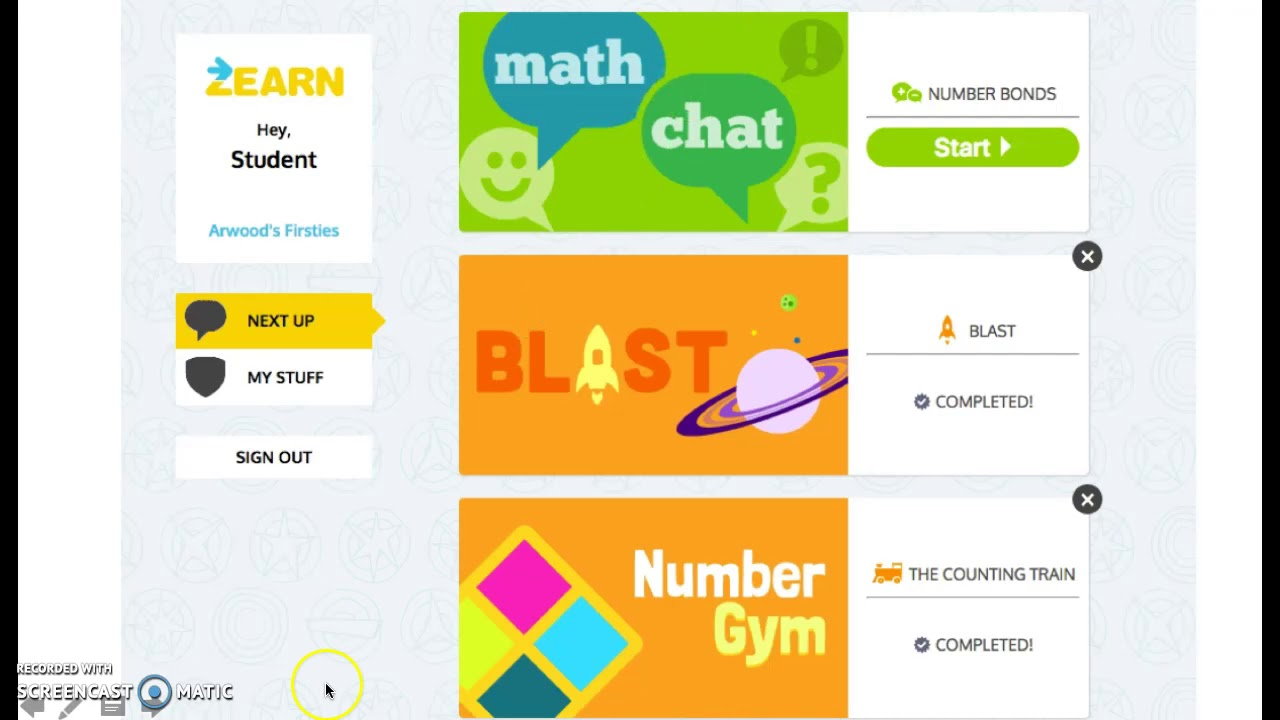 ZEARN
Hey,
Student
Arwood's Firsties
NEXT UP
MY STUFF
SIGN OUT
math
chat
!
?
NUMBER BONDS
Start
BLAST
BLAST
COMPLETED!
Number
Gym
THE COUNTING TRAIN
COMPLETED!
RECORDED WITH
SCREENCAST MATIC